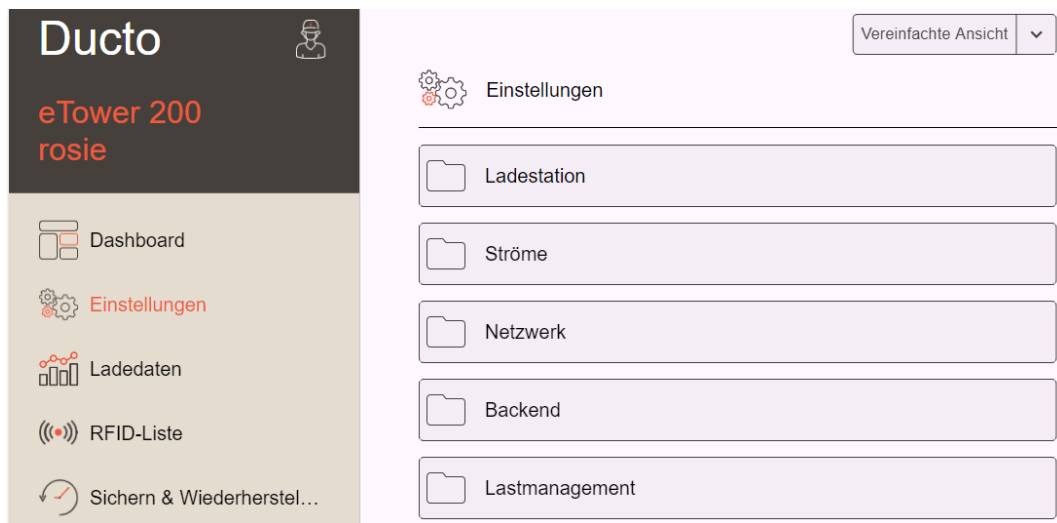 Ducto
eTower 200
rosie
Dashboard
Einstellungen
Ladedaten
RFID-Liste
Sichern & Wiederherstel...
Vereinfachte Ansicht
Einstellungen
Ladestation
Ströme
Netzwerk
Backend
Lastmanagement